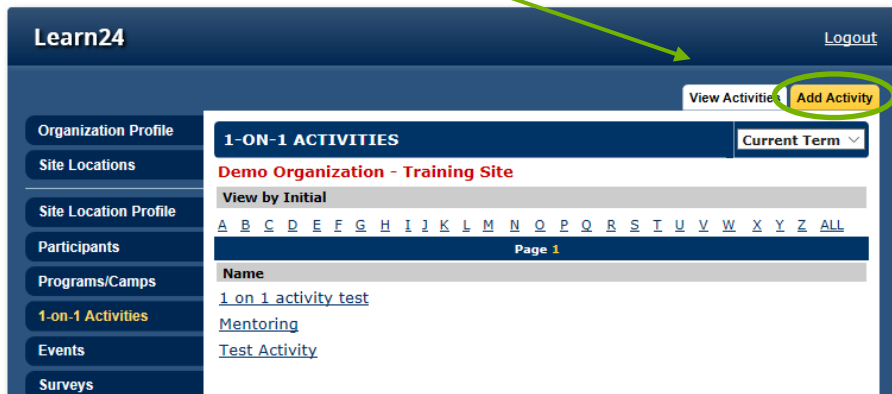 Learn24
Logout
View Activities Add Activity
Organization Profile
Site Locations
Site Location Profile
Participants
Programs/Camps
1-on-1 Activities
Events
Surveys
1-ON-1 ACTIVITIES
Current Term
Demo Organization - Training Site
View by Initial
A B C D E F G H I J K L M N O P Q R S T U V W X Y Z ALL
Page 1
Name
1 on 1 activity test
Mentoring
Test Activity